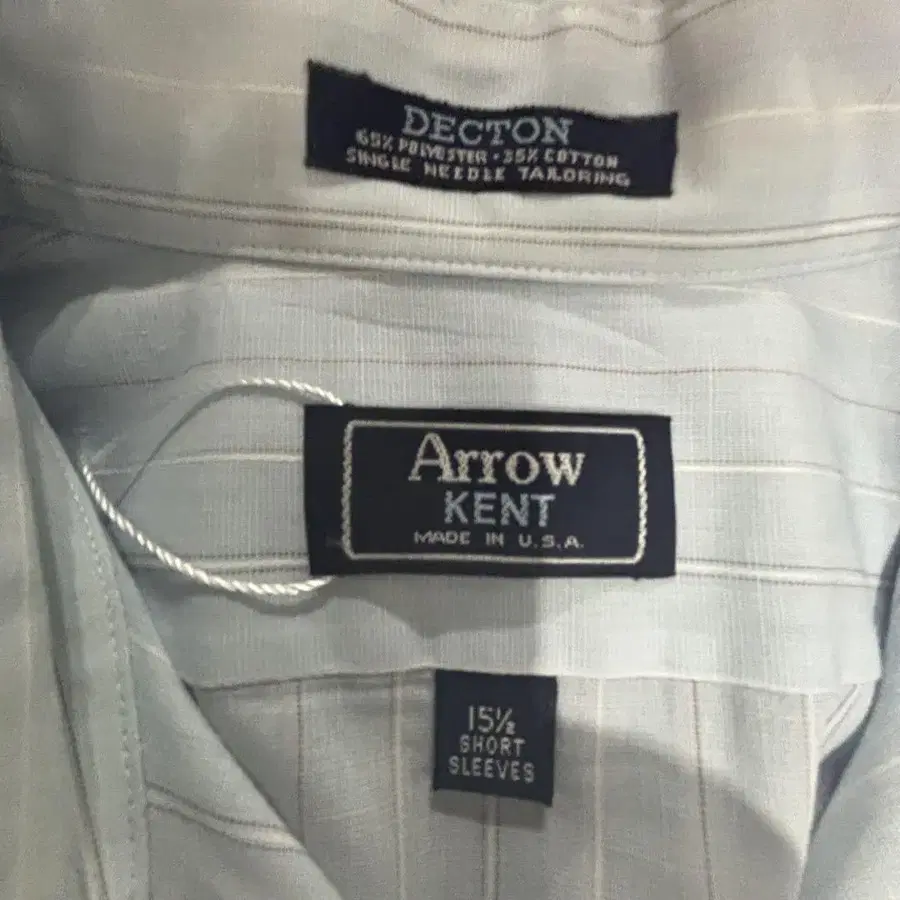 DECTON
65% POLYESTER · 35% COTTON
SINGLE NEEDLE TAILORING
Arrow
KENT
MADE IN U.S.A.
15½
SHORT
SLEEVES